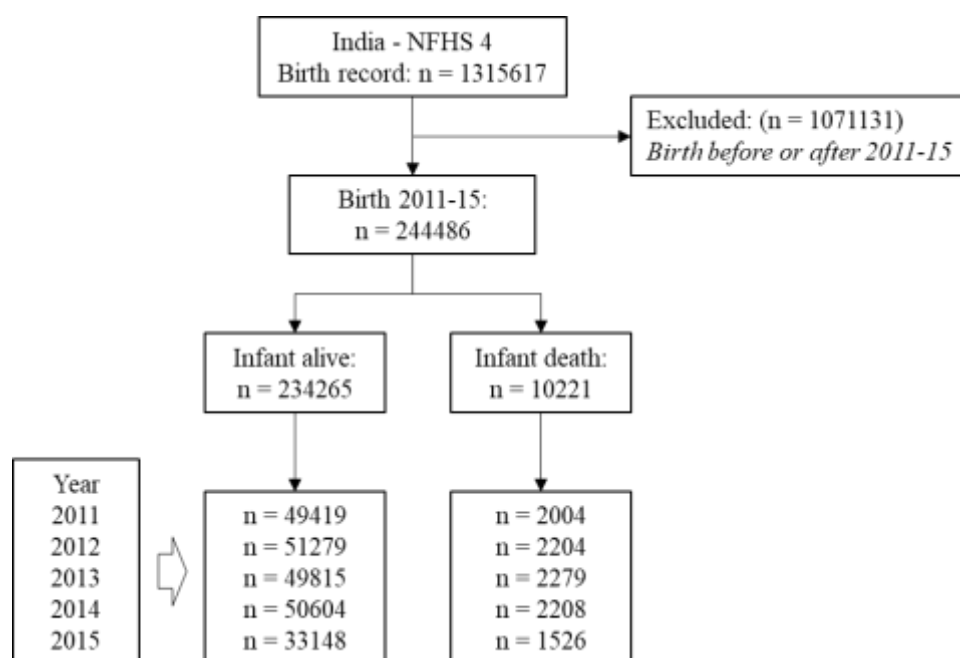 India - NFHS 4
Birth record: n = 1315617
Excluded: (n = 1071131)
Birth before or after 2011-15
Birth 2011-15:
n = 244486
Infant alive:
n = 234265
Infant death:
n = 10221
Year
2011
2012
2013
2014
2015
n = 49419
n = 51279
n = 49815
n = 50604
n = 33148
n = 2004
n = 2204
n = 2279
n = 2208
n = 1526